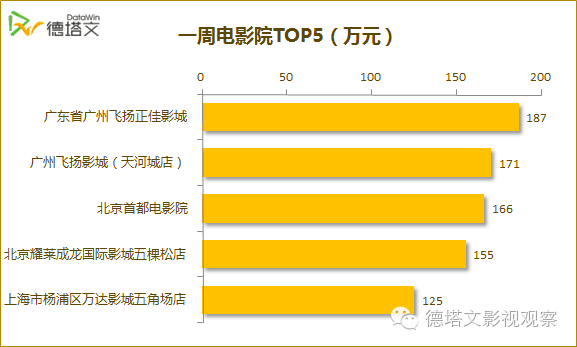 DataWin
德塔文
一周电影院TOP5（万元）
0 50 100 150 200
广东省广州飞扬正佳影城 187
广州飞扬影城（天河城店） 171
北京首都电影院 166
北京耀莱成龙国际影城五棵松店 155
上海市杨浦区万达影城五角场店 125
德塔文影视观察